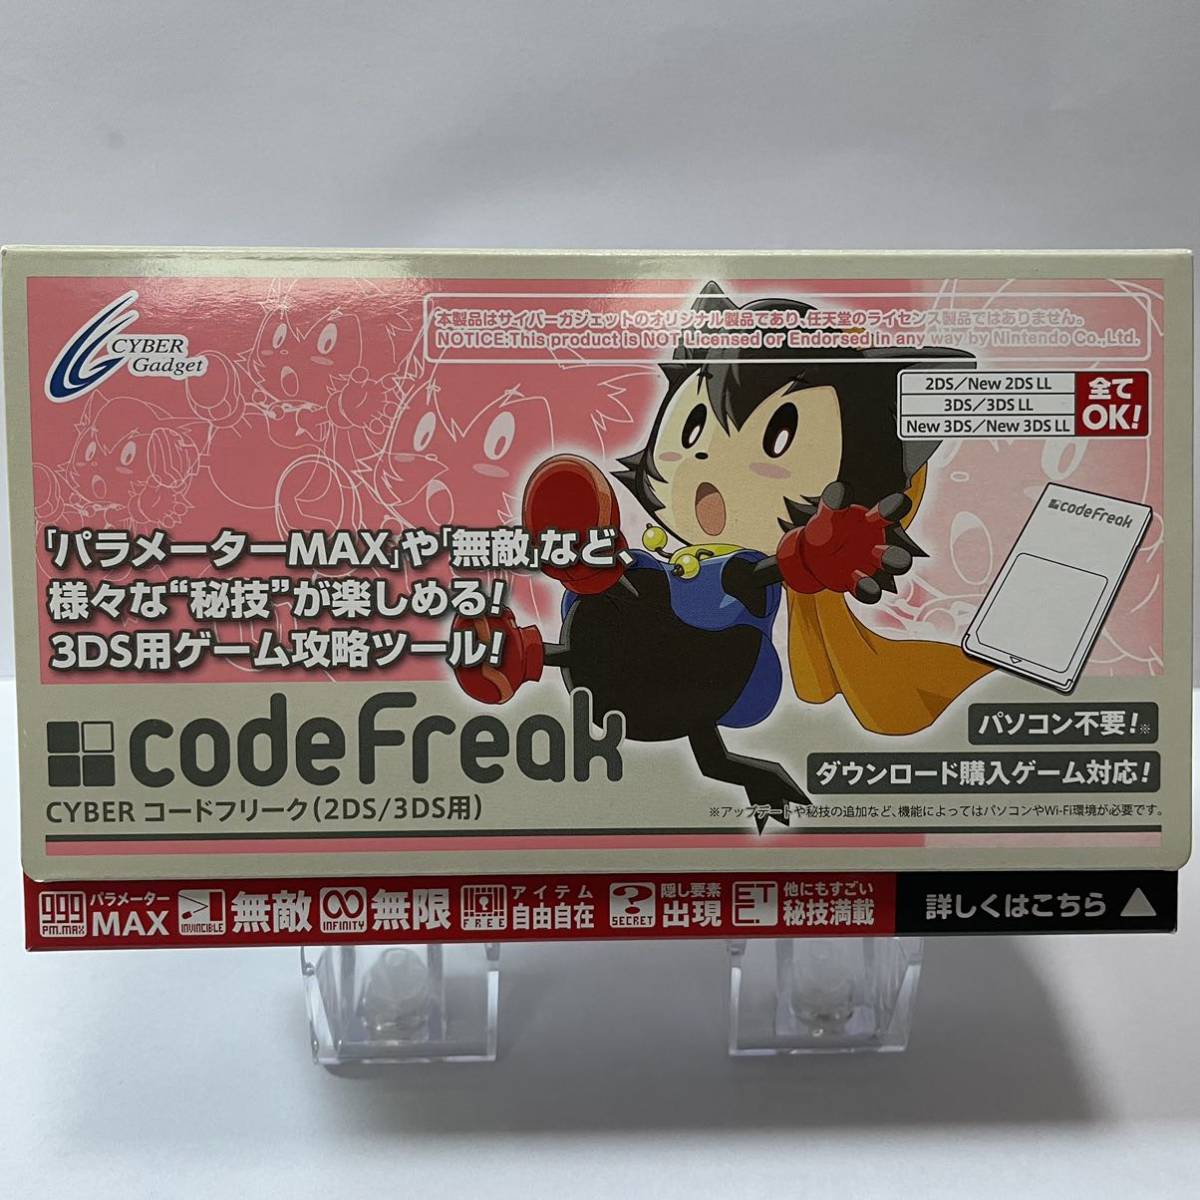 CYBER
Gadget
本製品はサイバーガジェットのオリジナル製品であり、任天堂のライセンス製品ではありません。
NOTICE:This product is NOT Licensed or Endorsed in any way by Nintendo Co.,Ltd.
2DS／New 2DS LL
3DS／3DS LL
New 3DS／New 3DS LL
全て
OK!
codeFreak
「パラメーターMAX」や「無敵」など、
様々な“秘技”が楽しめる!
3DS用ゲーム攻略ツール!
codeFreak
CYBER コードフリーク(2DS/3DS用)
パソコン不要!※
ダウンロード購入ゲーム対応!
※アップデートや秘技の追加など、機能によってはパソコンやWi-Fi環境が必要です。
999
PM.MAX
パラメーター
MAX
INVINCIBLE
無敵
INFINITY
無限
FREE
アイテム
自由自在
?
SECRET
隠し要素
出現
ETC
他にもすごい
秘技満載
詳しくはこちら ▲